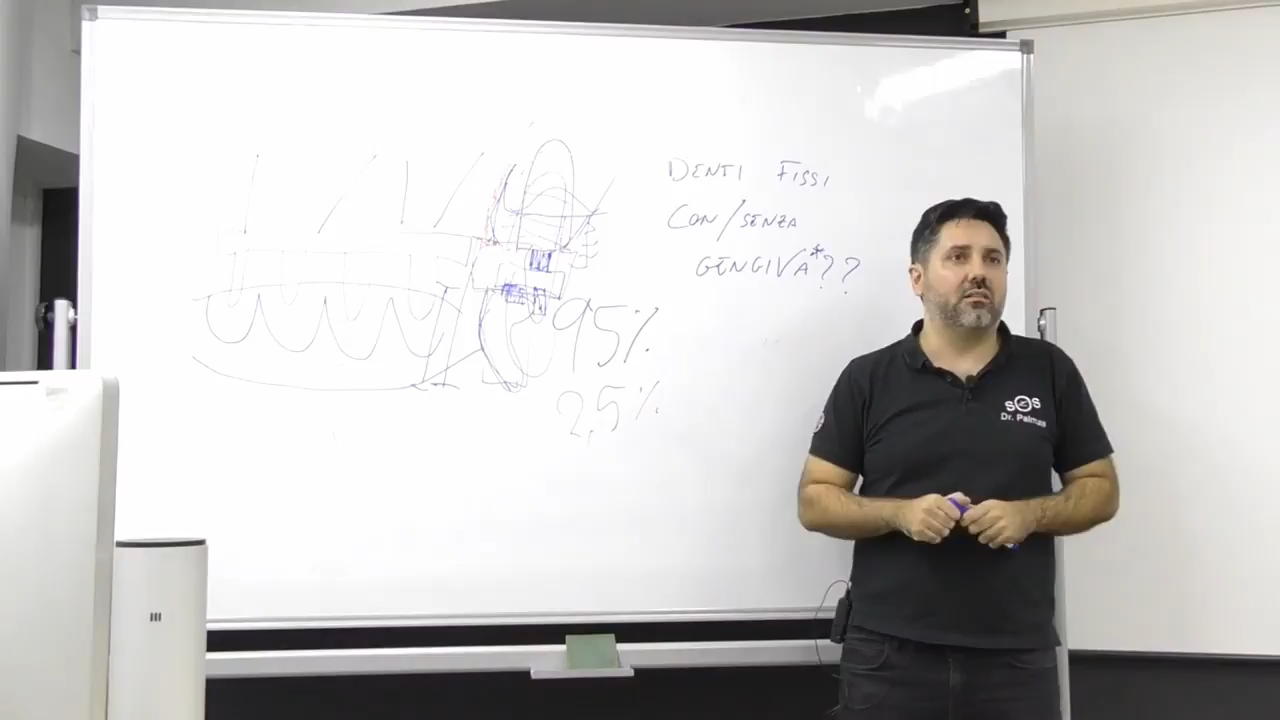 DENTI FISSI
CON/SENZA
GENGIVA*??
95%
2,5%
SOS
Dr. Palmas